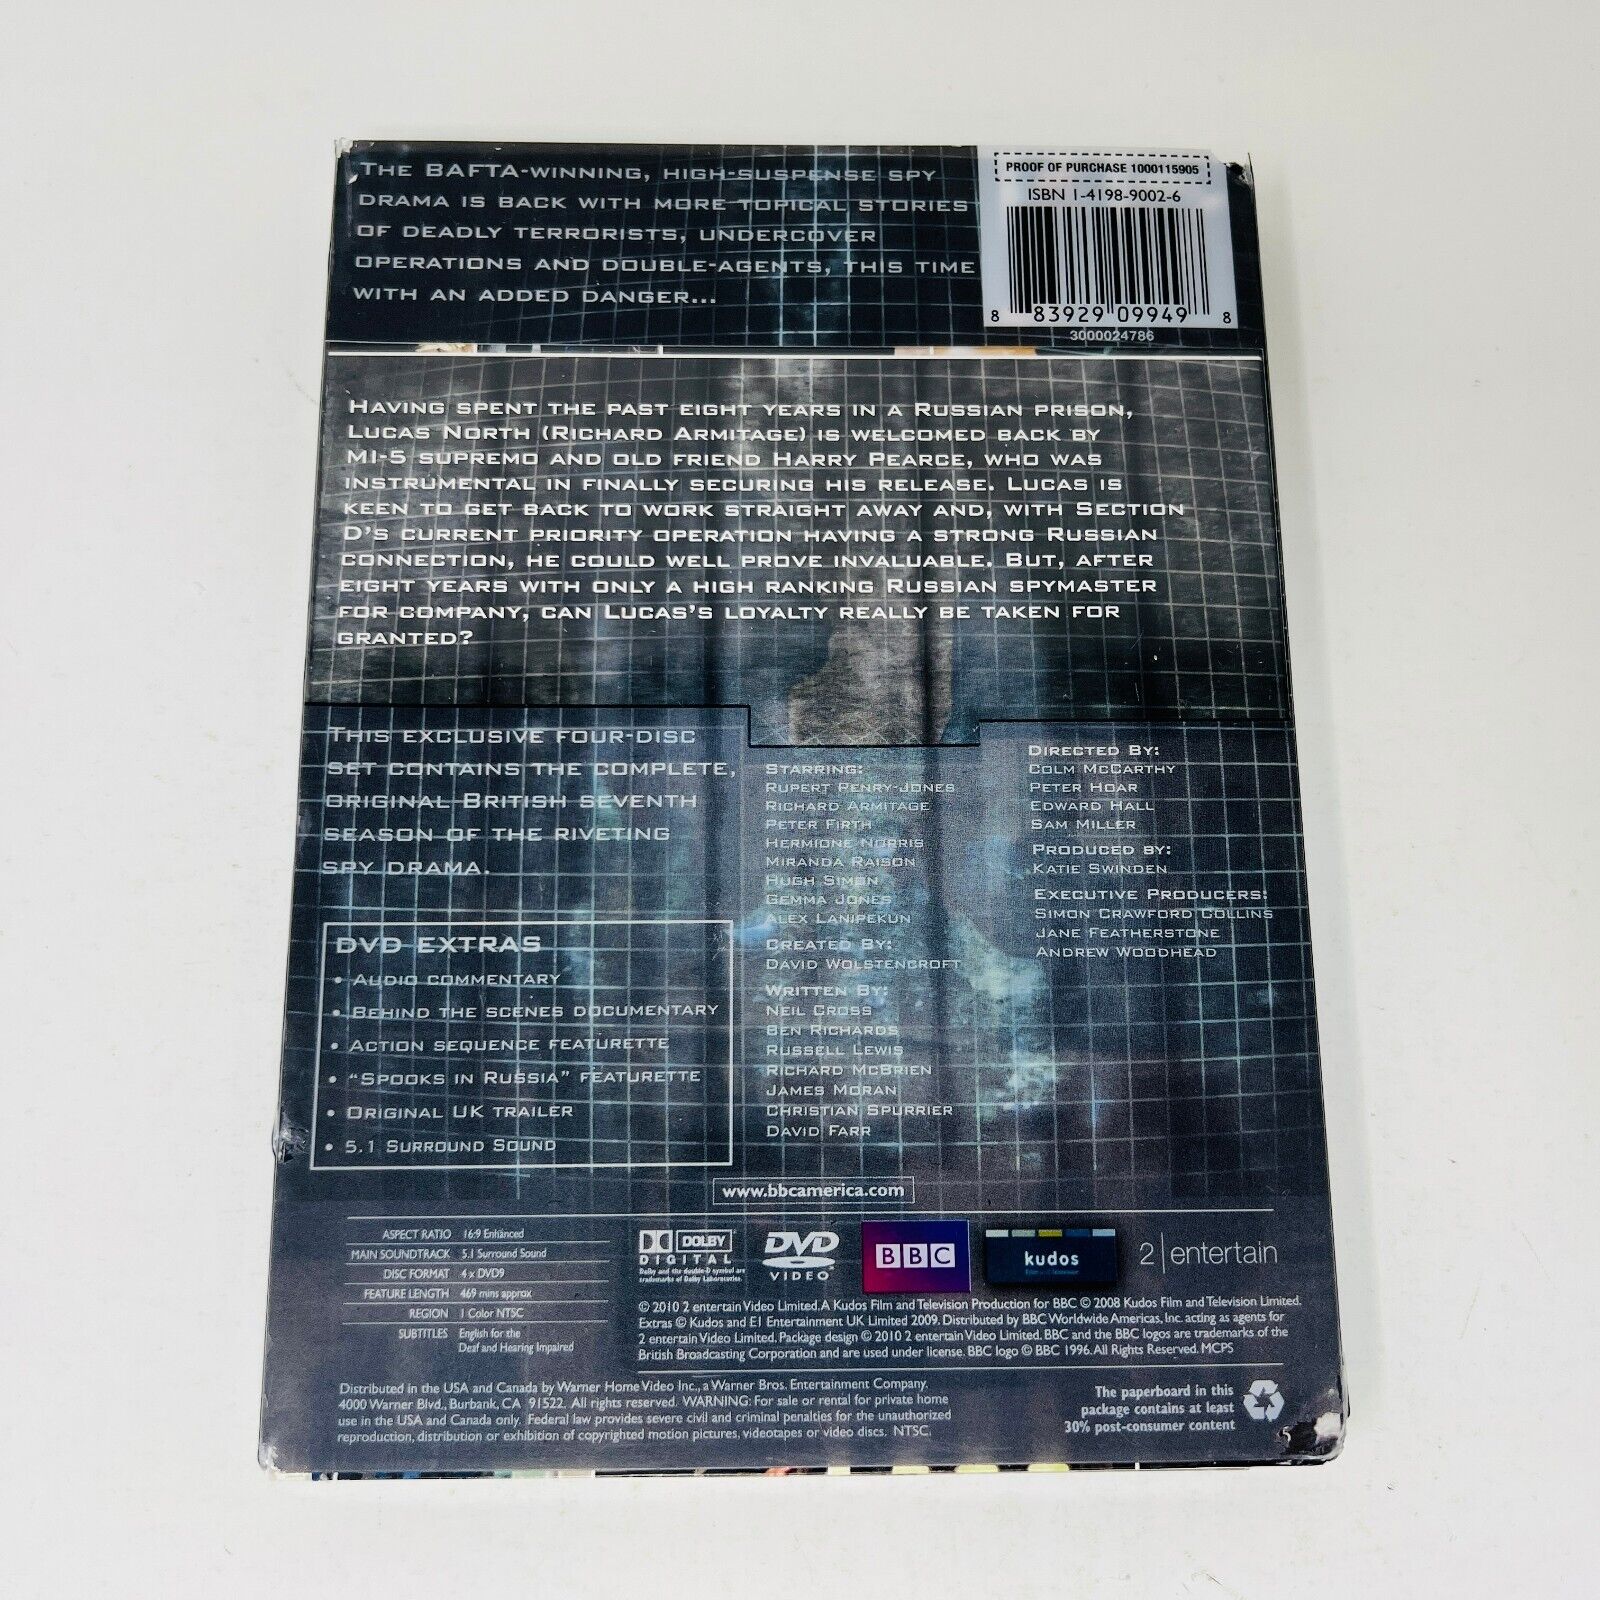 THE BAFTA-WINNING, HIGH-SUSPENSE SPY
DRAMA IS BACK WITH MORE TOPICAL STORIES
OF DEADLY TERRORISTS, UNDERCOVER
OPERATIONS AND DOUBLE-AGENTS, THIS TIME
WITH AN ADDED DANGER...
PROOF OF PURCHASE 1000115905
ISBN 1-4198-9002-6
8 83929 09949 8
3000024786
HAVING SPENT THE PAST EIGHT YEARS IN A RUSSIAN PRISON,
LUCAS NORTH (RICHARD ARMITAGE) IS WELCOMED BACK BY
MI-5 SUPREMO AND OLD FRIEND HARRY PEARCE, WHO WAS
INSTRUMENTAL IN FINALLY SECURING HIS RELEASE. LUCAS IS
KEEN TO GET BACK TO WORK STRAIGHT AWAY AND, WITH SECTION
D'S CURRENT PRIORITY OPERATION HAVING A STRONG RUSSIAN
CONNECTION, HE COULD WELL PROVE INVALUABLE. BUT, AFTER
EIGHT YEARS WITH ONLY A HIGH RANKING RUSSIAN SPYMASTER
FOR COMPANY, CAN LUCAS'S LOYALTY REALLY BE TAKEN FOR
GRANTED?
THIS EXCLUSIVE FOUR-DISC
SET CONTAINS THE COMPLETE,
ORIGINAL BRITISH SEVENTH
SEASON OF THE RIVETING
SPY DRAMA.
DVD EXTRAS
• AUDIO COMMENTARY
• BEHIND THE SCENES DOCUMENTARY
• ACTION SEQUENCE FEATURETTE
• "SPOOKS IN RUSSIA" FEATURETTE
• ORIGINAL UK TRAILER
• 5.1 SURROUND SOUND
STARRING:
RUPERT PENRY-JONES
RICHARD ARMITAGE
PETER FIRTH
HERMIONE NORRIS
MIRANDA RAISON
HUGH SIMON
GEMMA JONES
ALEX LANIPEKUN
CREATED BY:
DAVID WOLSTENCROFT
WRITTEN BY:
NEIL CROSS
BEN RICHARDS
RUSSELL LEWIS
RICHARD MCBRIEN
JAMES MORAN
CHRISTIAN SPURRIER
DAVID FARR
DIRECTED BY:
COLM MCCARTHY
PETER HOAR
EDWARD HALL
SAM MILLER
PRODUCED BY:
KATIE SWINDEN
EXECUTIVE PRODUCERS:
SIMON CRAWFORD COLLINS
JANE FEATHERSTONE
ANDREW WOODHEAD
www.bbcamerica.com
ASPECT RATIO 16:9 Enhanced
MAIN SOUNDTRACK 5.1 Surround Sound
DISC FORMAT 4 x DVD9
FEATURE LENGTH 469 mins approx
REGION 1 Color NTSC
SUBTITLES English for the
Deaf and Hearing Impaired
DOLBY
DIGITAL
Dolby and the double-D symbol are
trademarks of Dolby Laboratories.
DVD
VIDEO
BBC
kudos
2 | entertain
© 2010 2 entertain Video Limited. A Kudos Film and Television Production for BBC © 2008 Kudos Film and Television Limited.
Extras © Kudos and E1 Entertainment UK Limited 2009. Distributed by BBC Worldwide Americas, Inc. acting as agents for
2 entertain Video Limited. Package design © 2010 2 entertain Video Limited. BBC and the BBC logos are trademarks of the
British Broadcasting Corporation and are used under license. BBC logo © BBC 1996. All Rights Reserved. MCPS
Distributed in the USA and Canada by Warner Home Video Inc., a Warner Bros. Entertainment Company.
4000 Warner Blvd., Burbank, CA 91522. All rights reserved. WARNING: For sale or rental for private home
use in the USA and Canada only. Federal law provides severe civil and criminal penalties for the unauthorized
reproduction, distribution or exhibition of copyrighted motion pictures, videotapes or video discs. NTSC.
The paperboard in this
package contains at least
30% post-consumer content